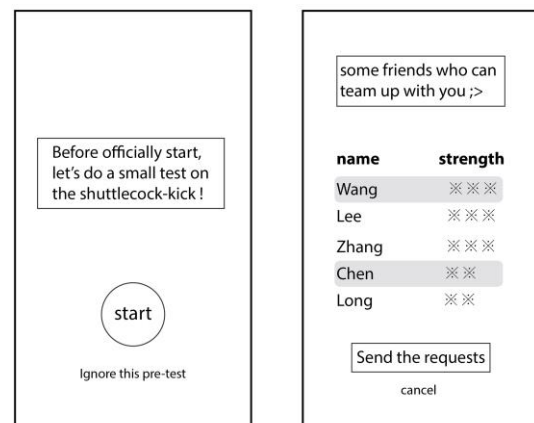 Before officially start,
let's do a small test on
the shuttlecock-kick !
start
Ignore this pre-test
some friends who can
team up with you ;>
name strength
Wang ※※※
Lee ※※※
Zhang ※※※
Chen ※※
Long ※※
Send the requests
cancel